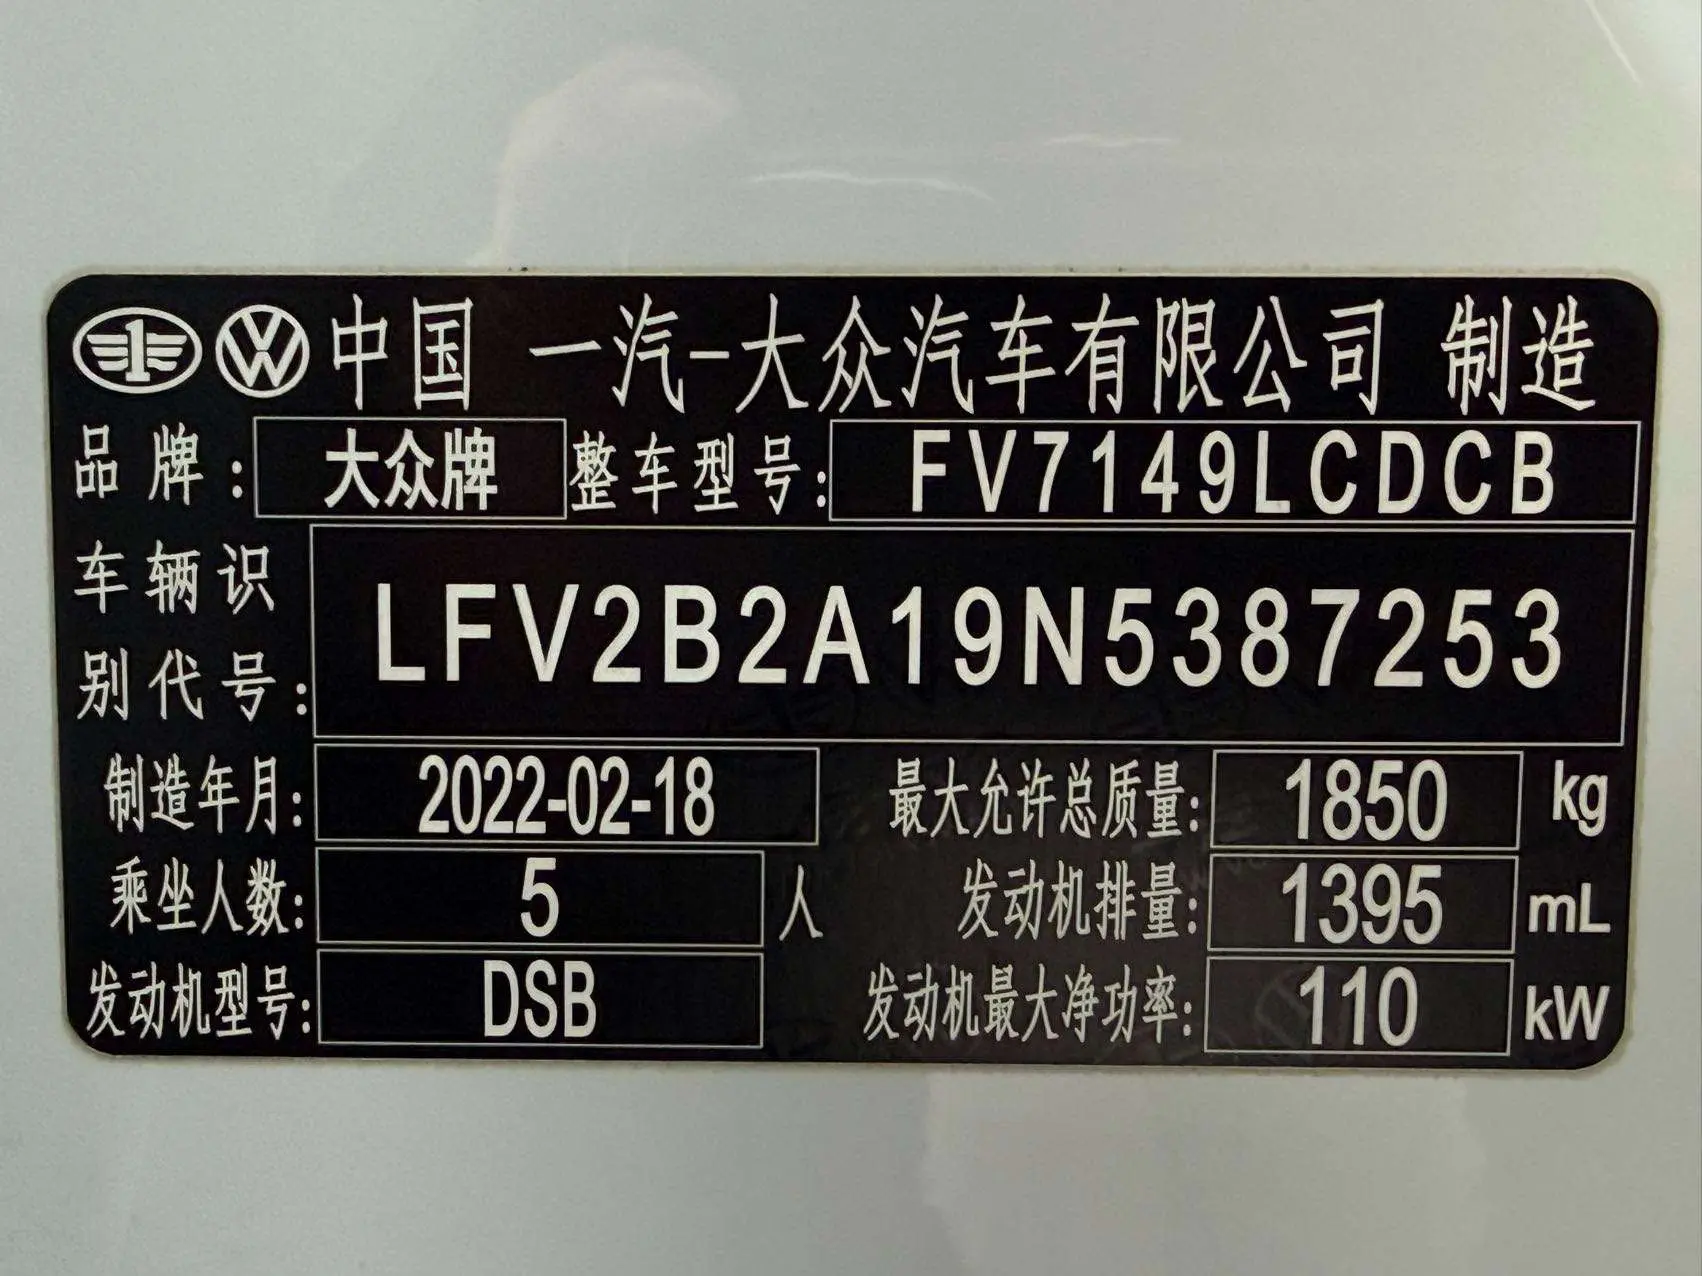 中国 一汽-大众汽车有限公司 制造
品牌: 大众牌 整车型号: FV7149LCDCB
车辆识
别代号: LFV2B2A19N5387253
制造年月: 2022-02-18 最大允许总质量: 1850 kg
乘坐人数: 5 人 发动机排量: 1395 mL
发动机型号: DSB 发动机最大净功率: 110 kW